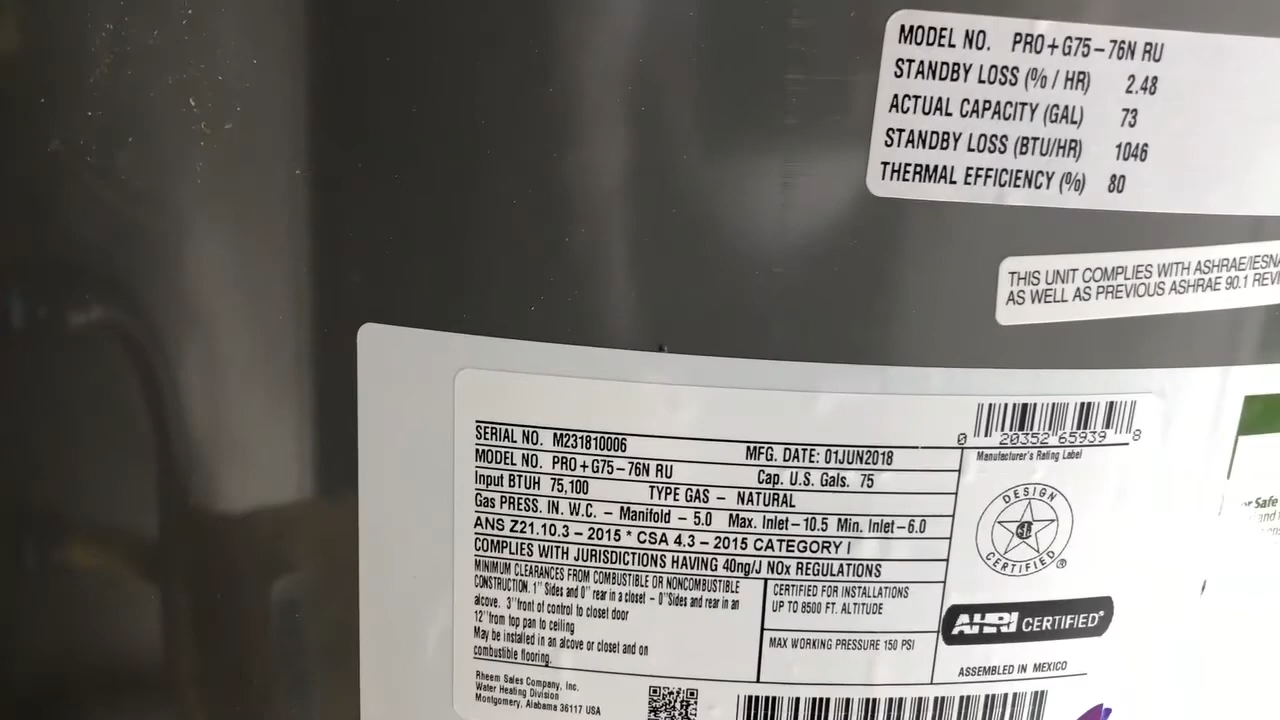 MODEL NO. PRO+G75-76N RU
STANDBY LOSS (% / HR) 2.48
ACTUAL CAPACITY (GAL) 73
STANDBY LOSS (BTU/HR) 1046
THERMAL EFFICIENCY (%) 80
THIS UNIT COMPLIES WITH ASHRAE/IESNA
AS WELL AS PREVIOUS ASHRAE 90.1
SERIAL NO. M231810006 MFG. DATE: 01JUN2018
MODEL NO. PRO+G75-76N RU Cap. U.S. Gals. 75
Input BTUH 75,100 TYPE GAS - NATURAL
Gas PRESS. IN. W.C. - Manifold - 5.0 Max. Inlet-10.5 Min. Inlet-6.0
ANS Z21.10.3 - 2015 * CSA 4.3 - 2015 CATEGORY I
COMPLIES WITH JURISDICTIONS HAVING 40ng/J NOx REGULATIONS
MINIMUM CLEARANCES FROM COMBUSTIBLE OR NONCOMBUSTIBLE
CONSTRUCTION. 1" Sides and 0" rear in a closet - 0"Sides and rear in an
alcove. 3"front of control to closet door
12"from top pan to ceiling
May be installed in an alcove or closet and on
combustible flooring.
CERTIFIED FOR INSTALLATIONS
UP TO 8500 FT. ALTITUDE
MAX WORKING PRESSURE 150 PSI
Rheem Sales Company, Inc.
Water Heating Division
Montgomery, Alabama 36117 USA
0 20352 65939 8
Manufacturer's Rating Label
DESIGN
CERTIFIED®
AHRI CERTIFIED®
ASSEMBLED IN MEXICO
Safe
and